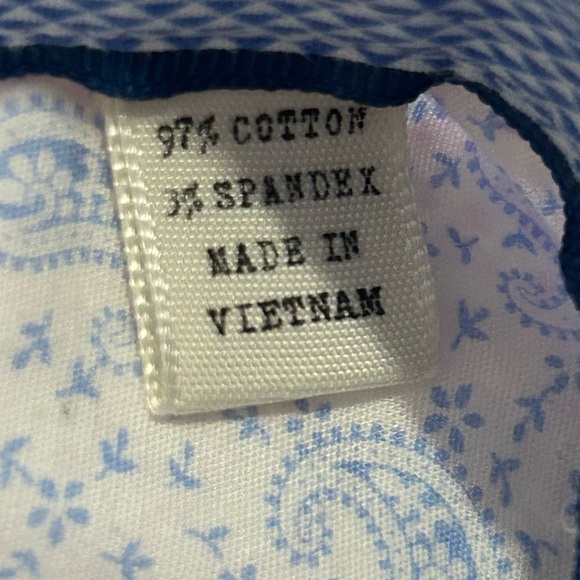 97% COTTON
3% SPANDEX
MADE IN
VIETNAM